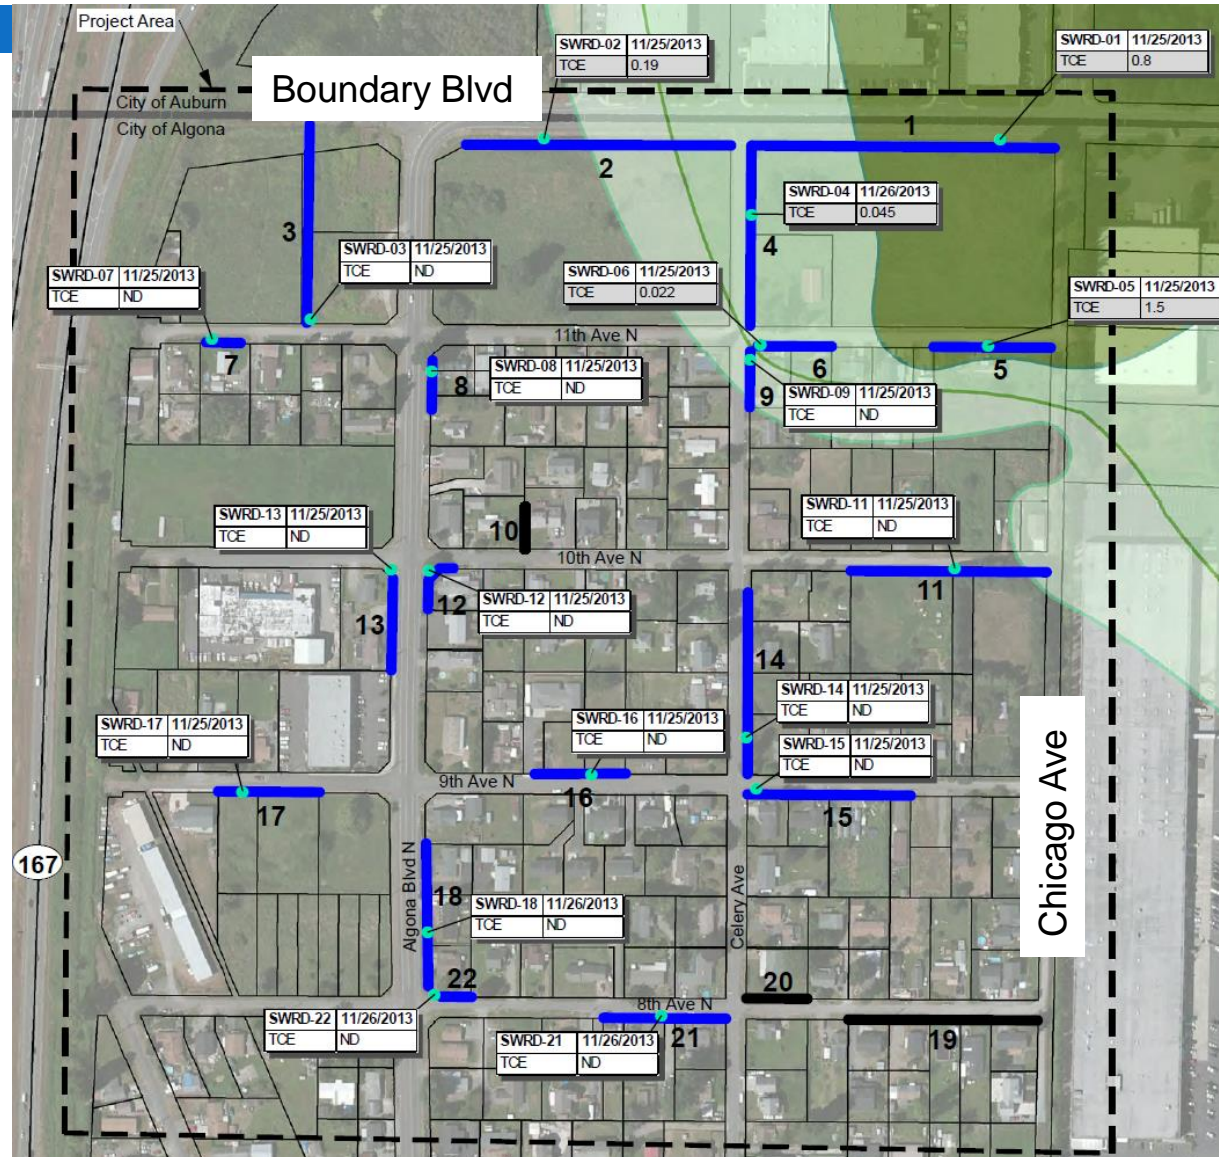 Project Area
SWRD-02 11/25/2013
TCE 0.19
SWRD-01 11/25/2013
TCE 0.8
Boundary Blvd
City of Auburn
City of Algona
1
2
SWRD-04 11/26/2013
TCE 0.045
3
4
SWRD-03 11/25/2013
TCE ND
SWRD-07 11/25/2013
TCE ND
SWRD-06 11/25/2013
TCE 0.022
SWRD-05 11/25/2013
TCE 1.5
11th Ave N
7
6
5
8
SWRD-08 11/25/2013
TCE ND
9
SWRD-09 11/25/2013
TCE ND
SWRD-13 11/25/2013
TCE ND
SWRD-11 11/25/2013
TCE ND
10
10th Ave N
11
12
SWRD-12 11/25/2013
TCE ND
13
14
SWRD-14 11/25/2013
TCE ND
SWRD-17 11/25/2013
TCE ND
SWRD-16 11/25/2013
TCE ND
SWRD-15 11/25/2013
TCE ND
Chicago Ave
9th Ave N
16
17
15
167
Algona Blvd N
18
SWRD-18 11/26/2013
TCE ND
Celery Ave
22
20
8th Ave N
SWRD-22 11/26/2013
TCE ND
SWRD-21 11/26/2013
TCE ND
21
19